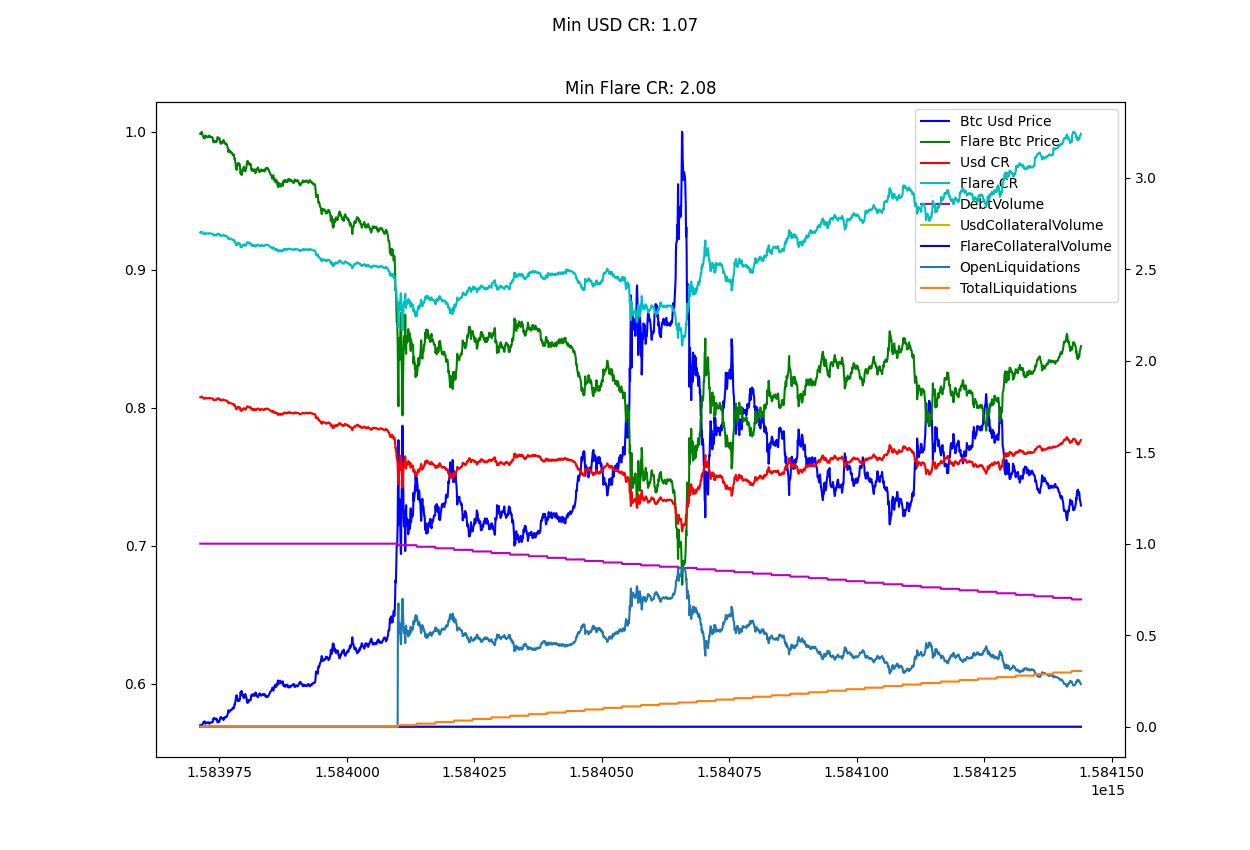 Min USD CR: 1.07
Min Flare CR: 2.08
Btc Usd Price
Flare Btc Price
Usd CR
Flare CR
DebtVolume
UsdCollateralVolume
FlareCollateralVolume
OpenLiquidations
TotalLiquidations
1.0
0.9
0.8
0.7
0.6
3.0
2.5
2.0
1.5
1.0
0.5
0.0
1.583975 1.584000 1.584025 1.584050 1.584075 1.584100 1.584125 1.584150
1e15